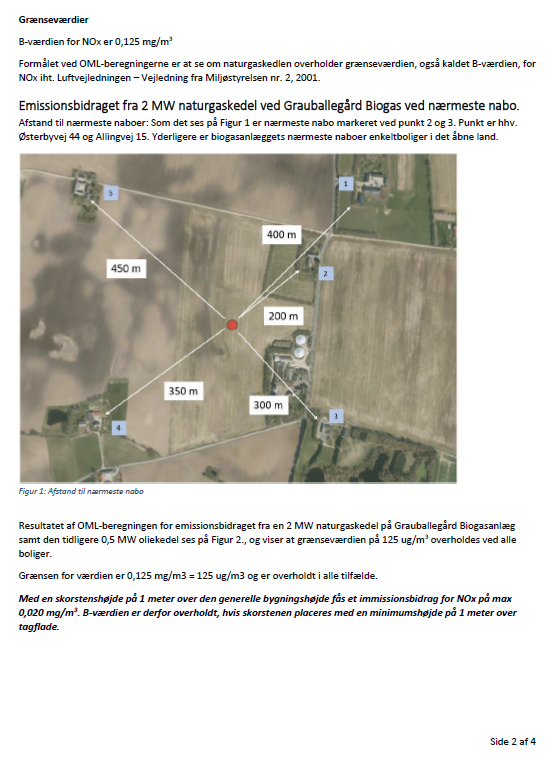 Grænseværdier
B-værdien for NOx er 0,125 mg/m³
Formålet ved OML-beregningerne er at se om naturgaskedlen overholder grænseværdien, også kaldet B-værdien, for
NOx iht. Luftvejledningen – Vejledning fra Miljøstyrelsen nr. 2, 2001.
Emissionsbidraget fra 2 MW naturgaskedel ved Grauballegård Biogas ved nærmeste nabo.
Afstand til nærmeste naboer: Som det ses på Figur 1 er nærmeste nabo markeret ved punkt 2 og 3. Punkt er hhv.
Østerbyvej 44 og Allingvej 15. Yderligere er biogasanlæggets nærmeste naboer enkeltboliger i det åbne land.
1
5
400 m
450 m
2
200 m
350 m
300 m
3
4
Figur 1: Afstand til nærmeste nabo
Resultatet af OML-beregningen for emissionsbidraget fra en 2 MW naturgaskedel på Grauballegård Biogasanlæg
samt den tidligere 0,5 MW oliekedel ses på Figur 2., og viser at grænseværdien på 125 ug/m³ overholdes ved alle
boliger.
Grænsen for værdien er 0,125 mg/m3 = 125 ug/m3 og er overholdt i alle tilfælde.
Med en skorstenshøjde på 1 meter over den generelle bygningshøjde fås et immissionsbidrag for NOx på max
0,020 mg/m³. B-værdien er derfor overholdt, hvis skorstenen placeres med en minimumshøjde på 1 meter over
tagflade.
Side 2 af 4